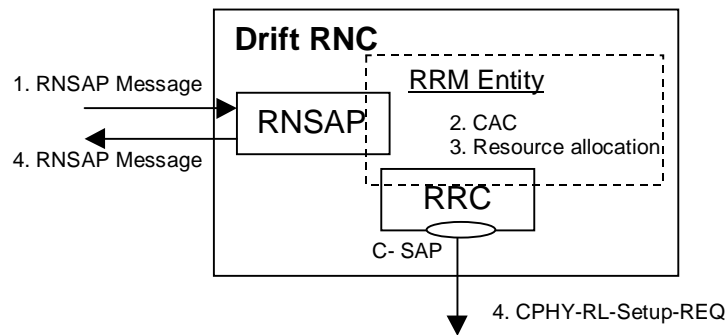 Drift RNC
1. RNSAP Message
RRM Entity
RNSAP
2. CAC
3. Resource allocation
4. RNSAP Message
RRC
C- SAP
4. CPHY-RL-Setup-REQ